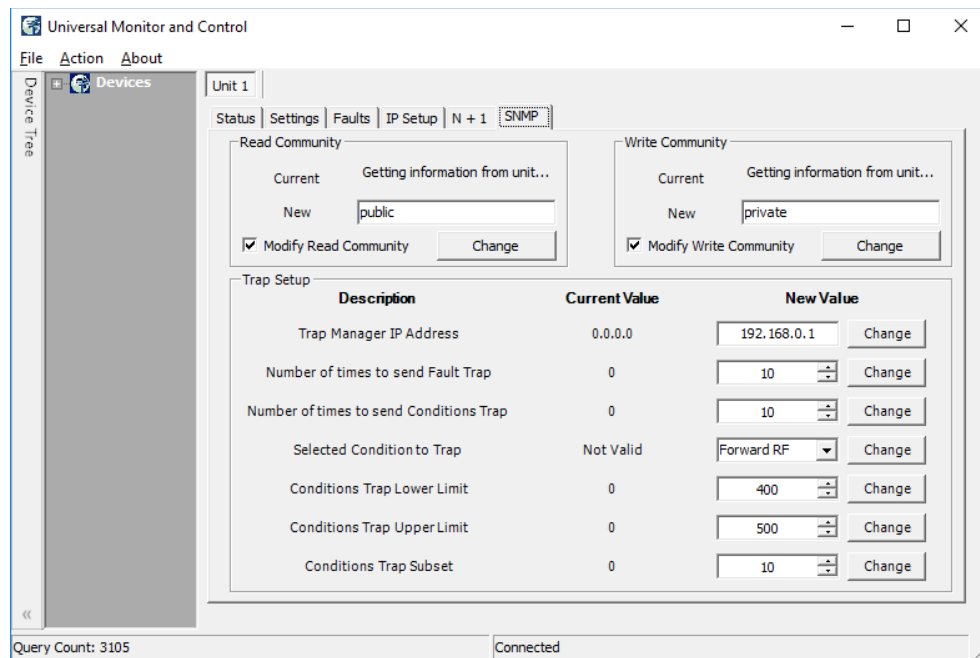 Universal Monitor and Control
File Action About
Device Tree
Devices
Unit 1
Status Settings Faults IP Setup N + 1 SNMP
Read Community
Current Getting information from unit...
New public
Modify Read Community Change
Write Community
Current Getting information from unit...
New private
Modify Write Community Change
Trap Setup
Description Current Value New Value
Trap Manager IP Address 0.0.0.0 192.168.0.1 Change
Number of times to send Fault Trap 0 10 Change
Number of times to send Conditions Trap 0 10 Change
Selected Condition to Trap Not Valid Forward RF Change
Conditions Trap Lower Limit 0 400 Change
Conditions Trap Upper Limit 0 500 Change
Conditions Trap Subset 0 10 Change
Query Count: 3105 Connected